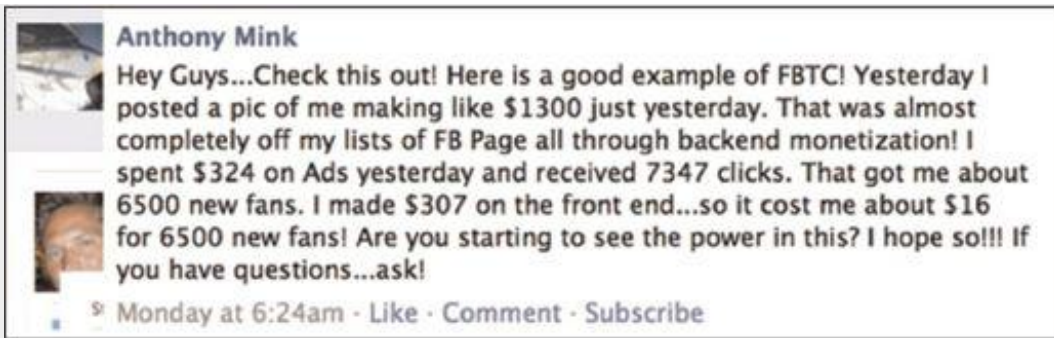 Anthony Mink
Hey Guys...Check this out! Here is a good example of FBTC! Yesterday I
posted a pic of me making like $1300 just yesterday. That was almost
completely off my lists of FB Page all through backend monetization! I
spent $324 on Ads yesterday and received 7347 clicks. That got me about
6500 new fans. I made $307 on the front end...so it cost me about $16
for 6500 new fans! Are you starting to see the power in this? I hope so!!! If
you have questions...ask!
Monday at 6:24am · Like · Comment · Subscribe